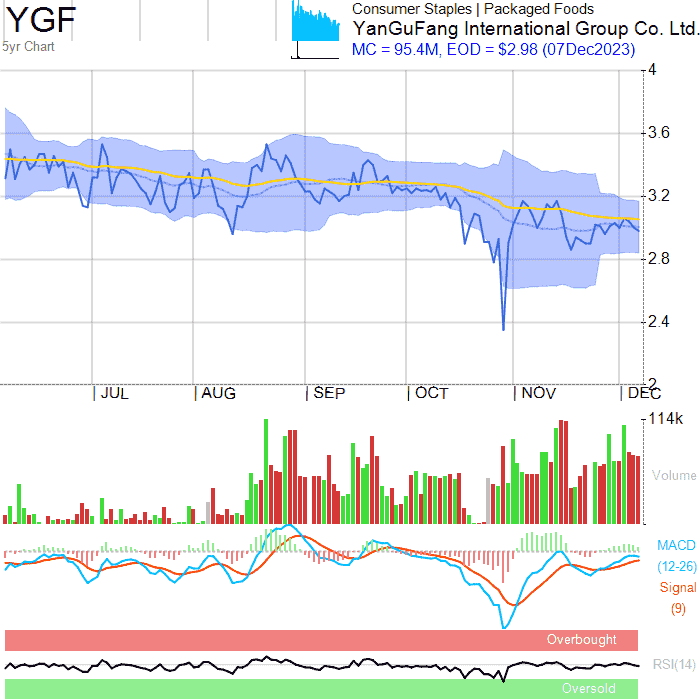 YGF
5yr Chart
Consumer Staples | Packaged Foods
YanGuFang International Group Co. Ltd.
MC = 95.4M, EOD = $2.98 (07Dec2023)
4
3.6
3.2
2.8
2.4
2
JUL AUG SEP OCT NOV DEC
114k
Volume
MACD
(12-26)
Signal
(9)
Overbought
RSI(14)
Oversold